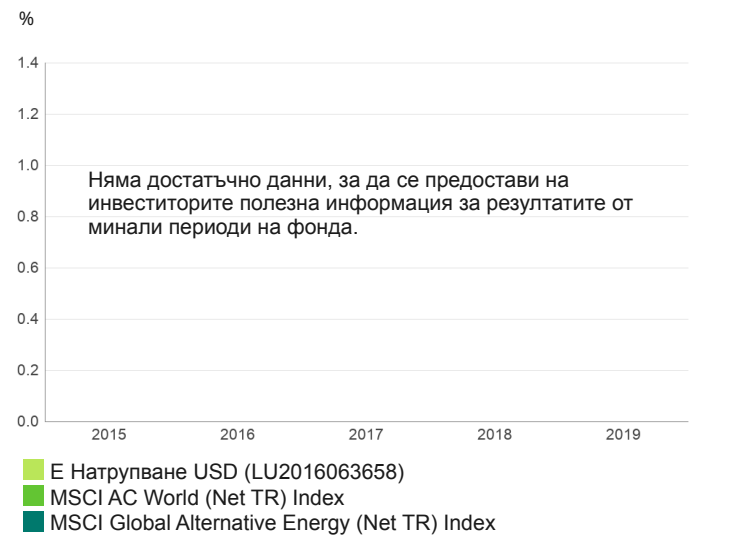 %
1.4
1.2
1.0
Няма достатъчно данни, за да се предостави на
инвеститорите полезна информация за резултатите от
минали периоди на фонда.
0.8
0.6
0.4
0.2
0.0
2015 2016 2017 2018 2019
Е Натрупване USD (LU2016063658)
MSCI AC World (Net TR) Index
MSCI Global Alternative Energy (Net TR) Index